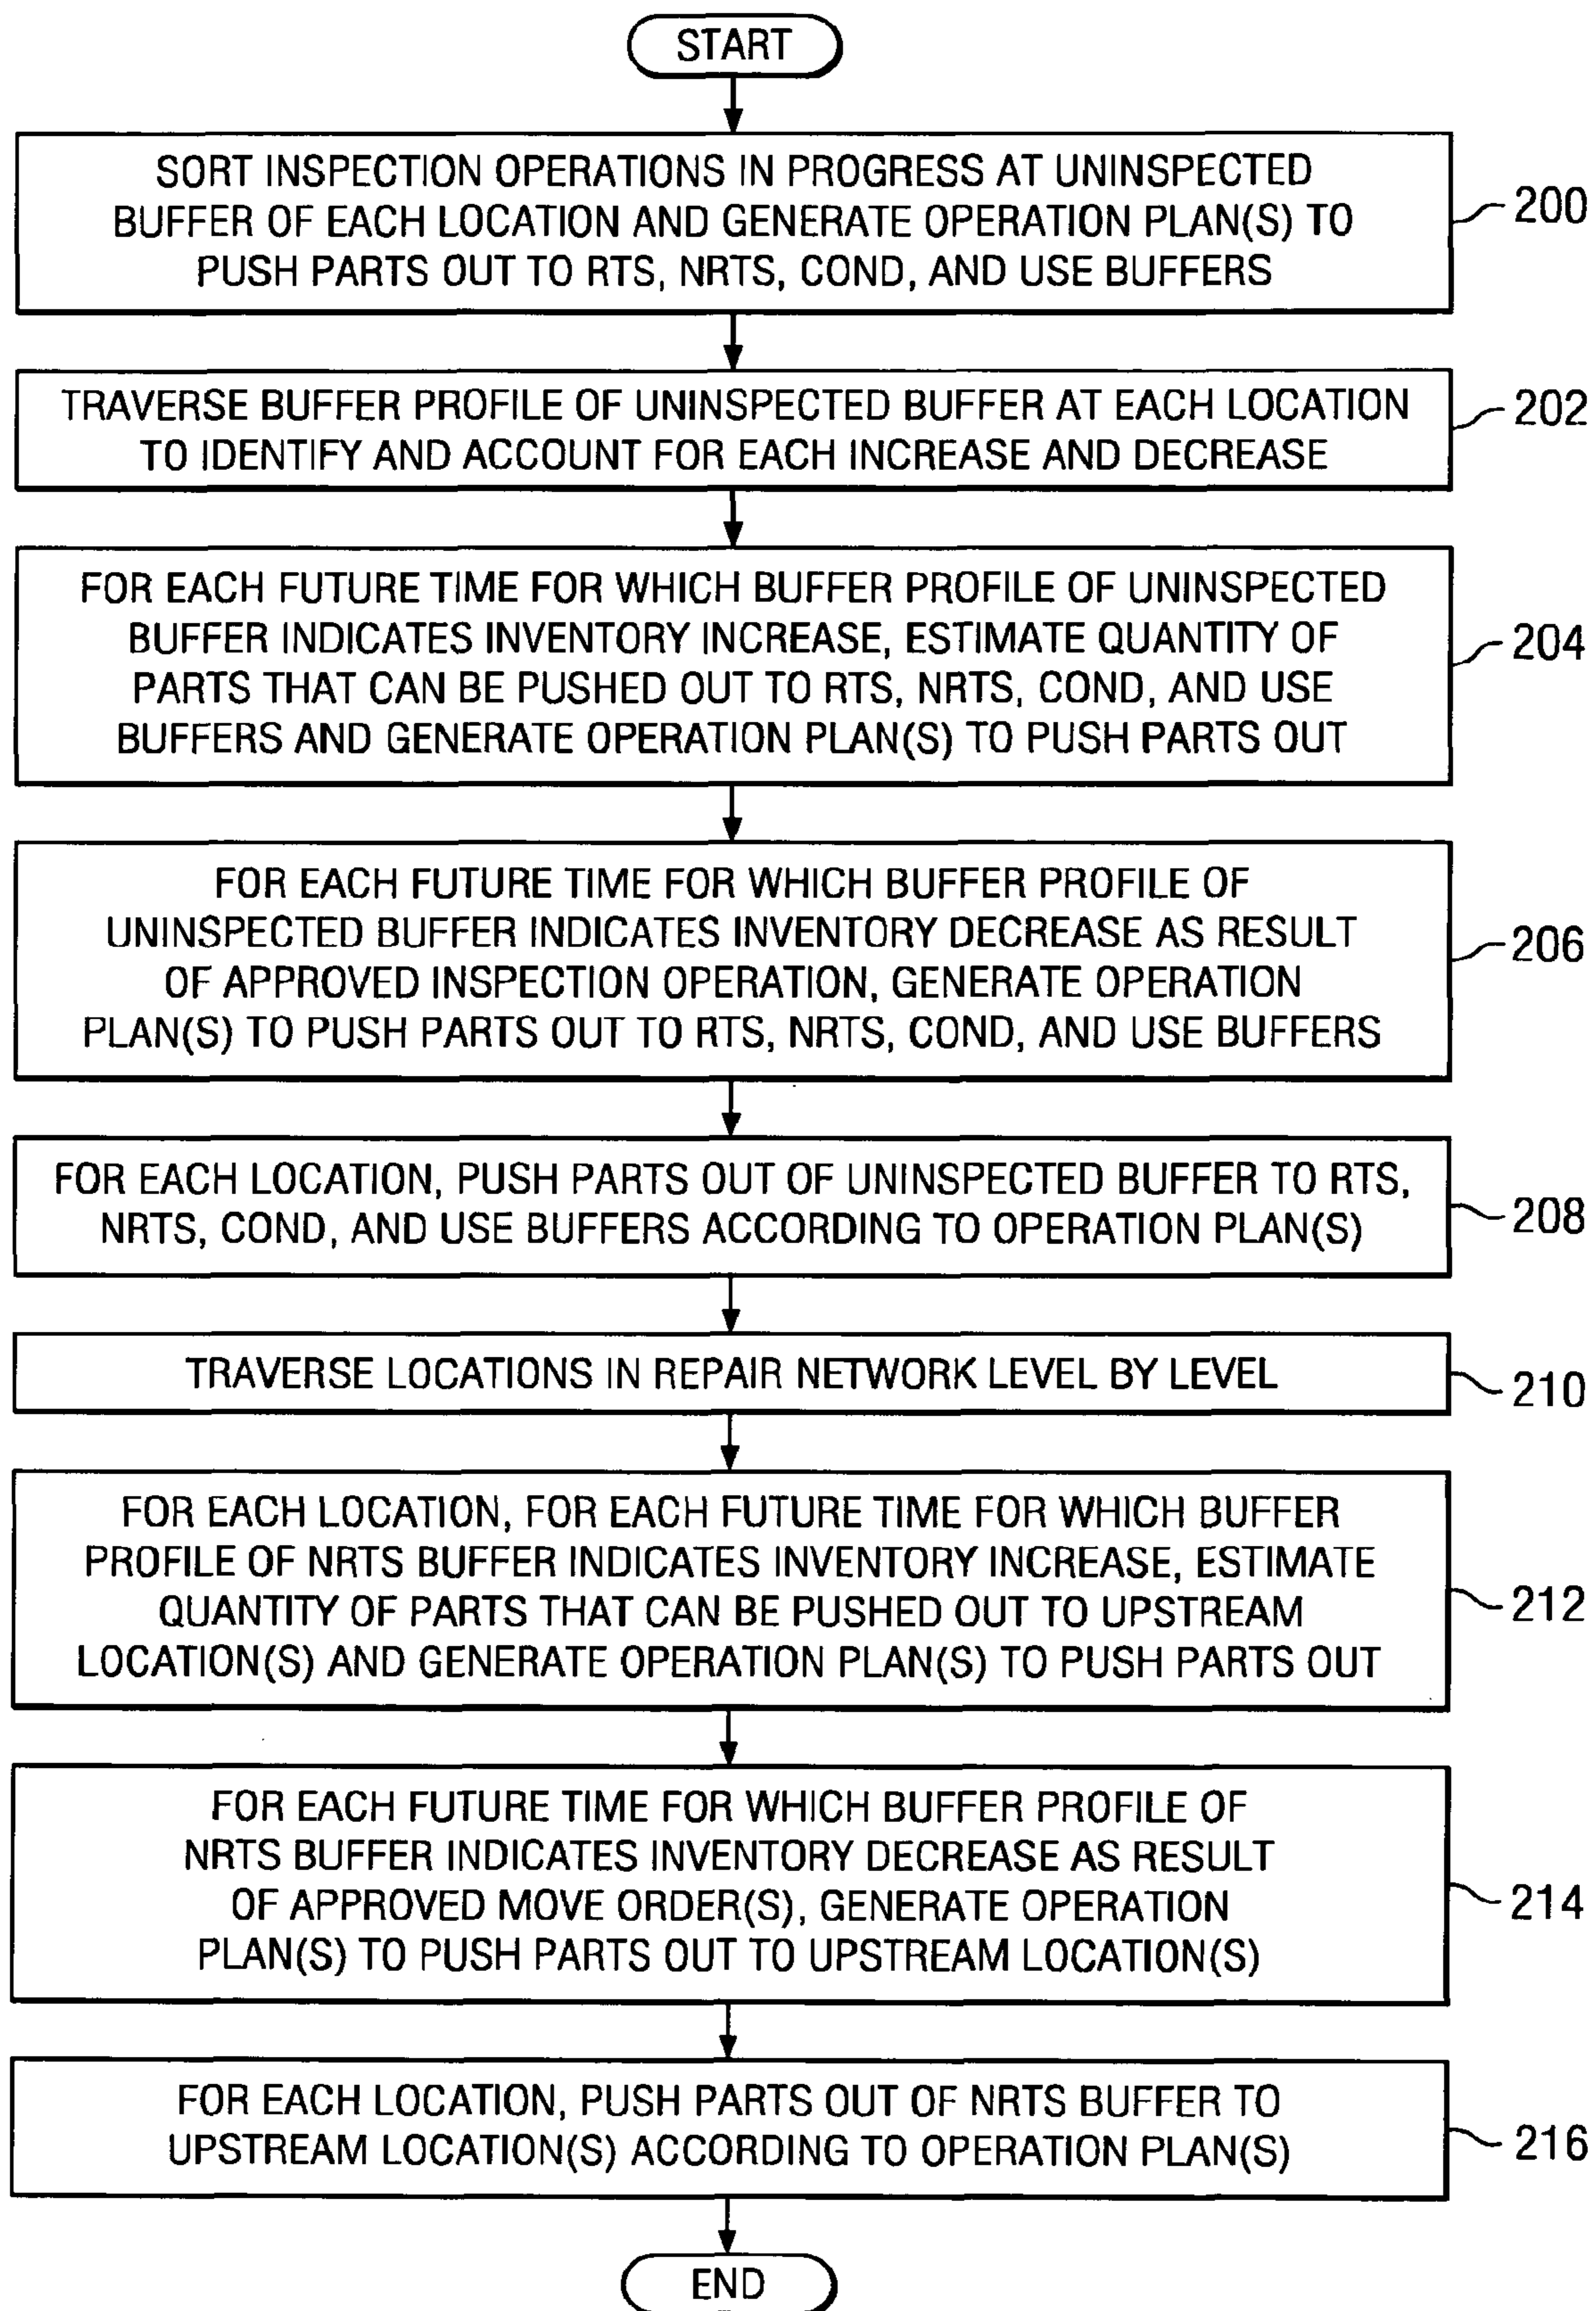 START
SORT INSPECTION OPERATIONS IN PROGRESS AT UNINSPECTED
BUFFER OF EACH LOCATION AND GENERATE OPERATION PLAN(S) TO
PUSH PARTS OUT TO RTS, NRTS, COND, AND USE BUFFERS
200
TRAVERSE BUFFER PROFILE OF UNINSPECTED BUFFER AT EACH LOCATION
TO IDENTIFY AND ACCOUNT FOR EACH INCREASE AND DECREASE
202
FOR EACH FUTURE TIME FOR WHICH BUFFER PROFILE OF UNINSPECTED
BUFFER INDICATES INVENTORY INCREASE, ESTIMATE QUANTITY OF
PARTS THAT CAN BE PUSHED OUT TO RTS, NRTS, COND, AND USE
BUFFERS AND GENERATE OPERATION PLAN(S) TO PUSH PARTS OUT
204
FOR EACH FUTURE TIME FOR WHICH BUFFER PROFILE OF
UNINSPECTED BUFFER INDICATES INVENTORY DECREASE AS RESULT
OF APPROVED INSPECTION OPERATION, GENERATE OPERATION
PLAN(S) TO PUSH PARTS OUT TO RTS, NRTS, COND, AND USE BUFFERS
206
FOR EACH LOCATION, PUSH PARTS OUT OF UNINSPECTED BUFFER TO RTS,
NRTS, COND, AND USE BUFFERS ACCORDING TO OPERATION PLAN(S)
208
TRAVERSE LOCATIONS IN REPAIR NETWORK LEVEL BY LEVEL
210
FOR EACH LOCATION, FOR EACH FUTURE TIME FOR WHICH BUFFER
PROFILE OF NRTS BUFFER INDICATES INVENTORY INCREASE, ESTIMATE
QUANTITY OF PARTS THAT CAN BE PUSHED OUT TO UPSTREAM
LOCATION(S) AND GENERATE OPERATION PLAN(S) TO PUSH PARTS OUT
212
FOR EACH FUTURE TIME FOR WHICH BUFFER PROFILE OF
NRTS BUFFER INDICATES INVENTORY DECREASE AS RESULT
OF APPROVED MOVE ORDER(S), GENERATE OPERATION
PLAN(S) TO PUSH PARTS OUT TO UPSTREAM LOCATION(S)
214
FOR EACH LOCATION, PUSH PARTS OUT OF NRTS BUFFER TO
UPSTREAM LOCATION(S) ACCORDING TO OPERATION PLAN(S)
216
END